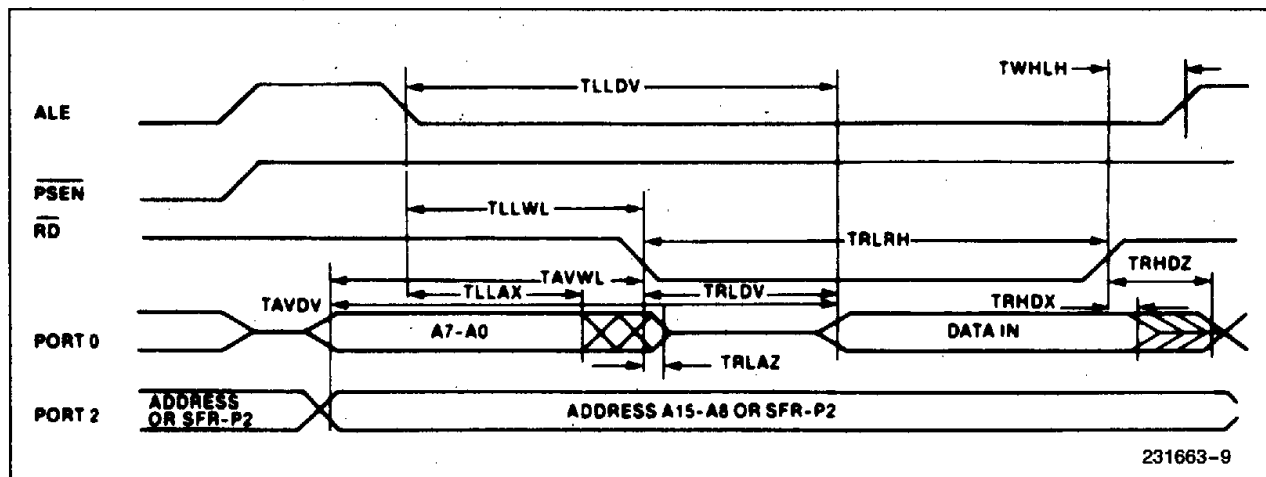 TWHLH
TLLDV
ALE
PSEN
TLLWL
RD
TRLRH
TAVWL
TRHDZ
TAVDV
TLLAX
TRLDV
TRHDX
A7-A0
DATA IN
PORT 0
TRLAZ
ADDRESS
OR SFR-P2
PORT 2
ADDRESS A15-A8 OR SFR-P2
231663-9